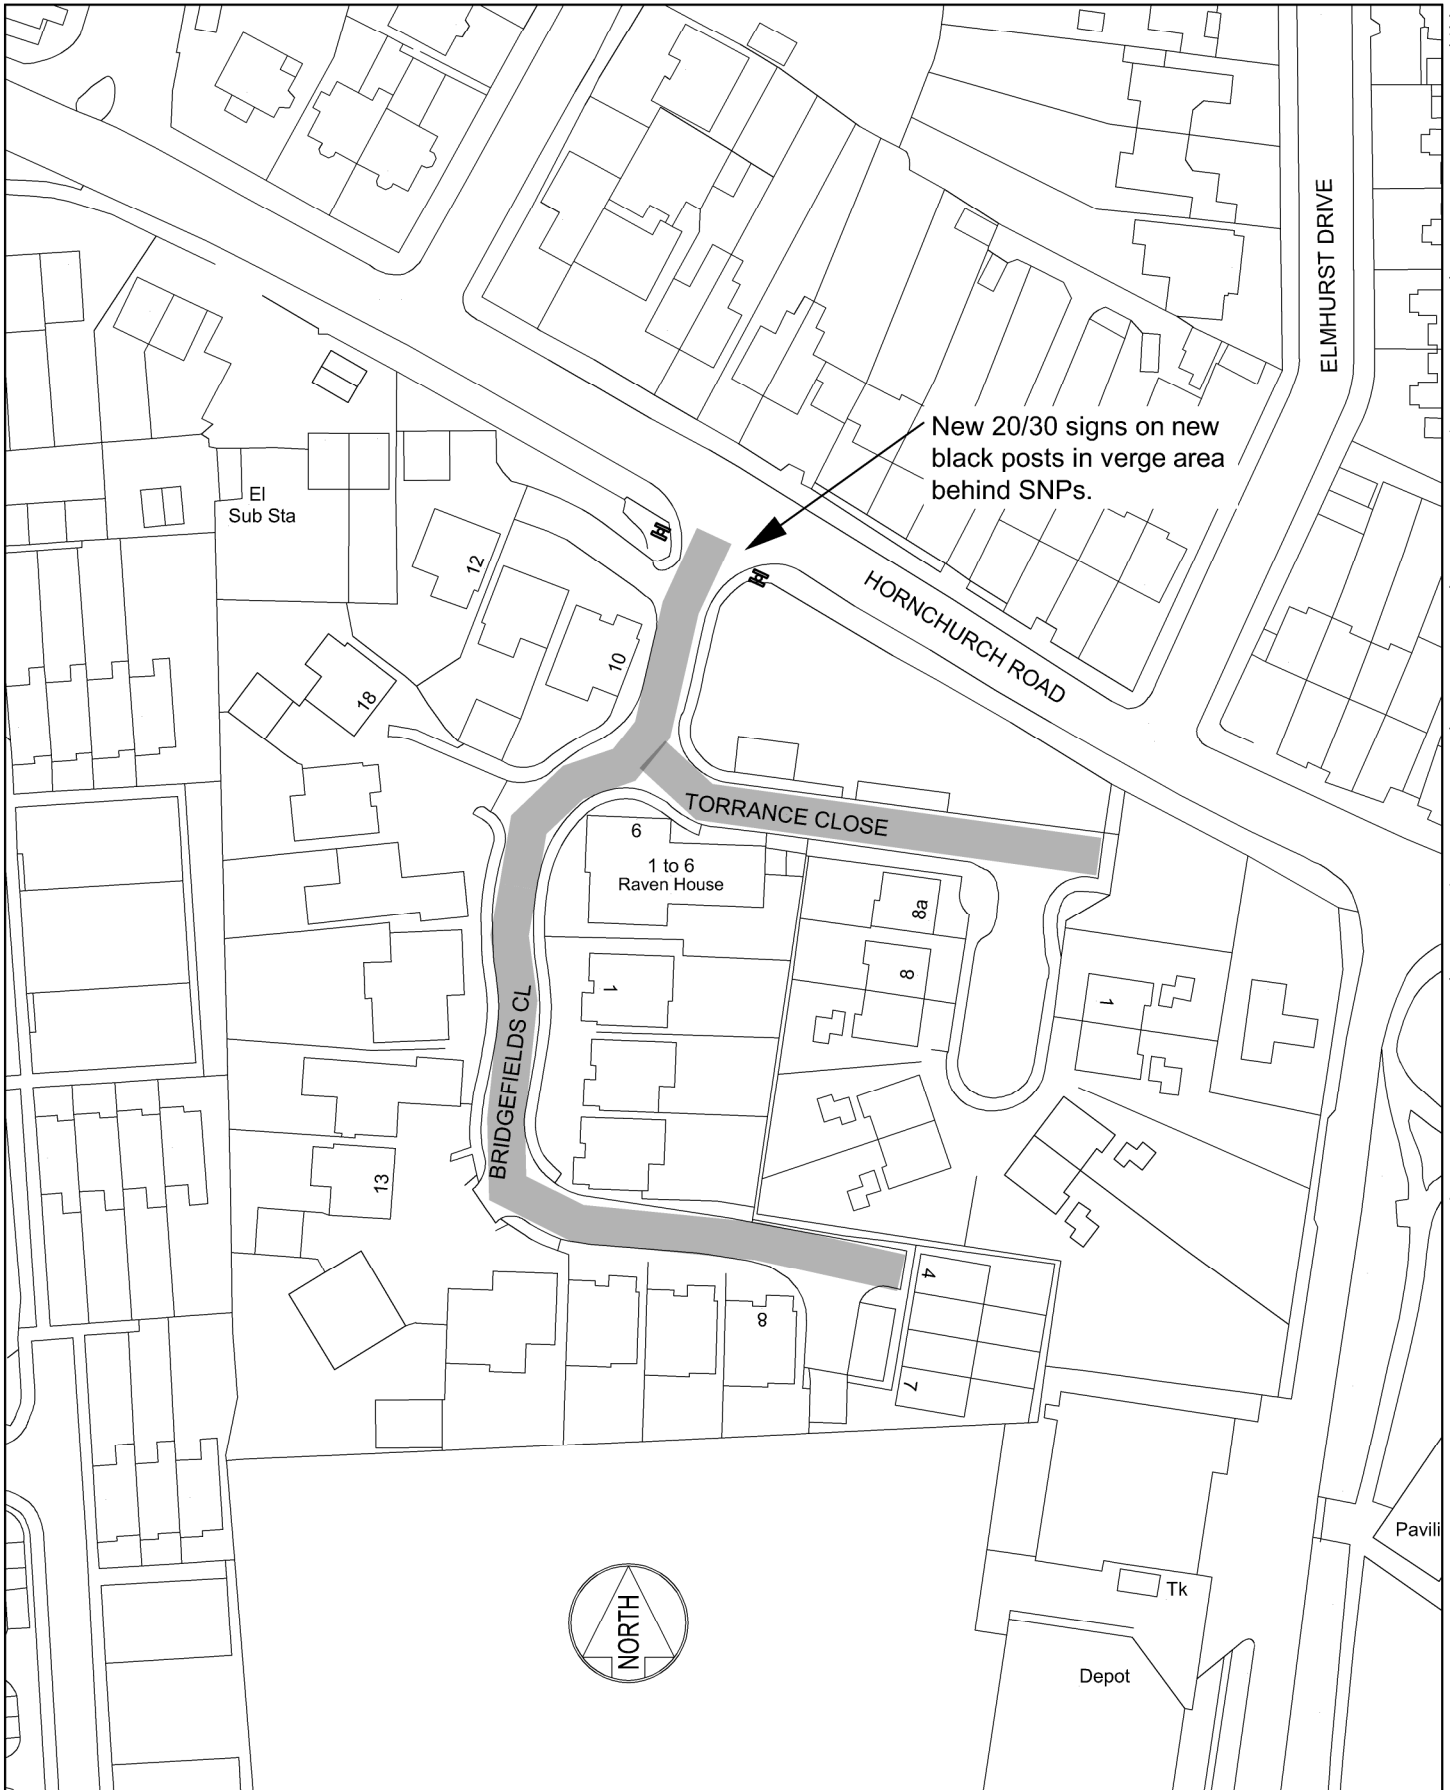 ELMHURST DRIVE
New 20/30 signs on new
black posts in verge area
behind SNPs.
El
Sub Sta
12
10
18
HORNCHURCH ROAD
TORRANCE CLOSE
6
1 to 6
Raven House
8a
8
1
1
BRIDGEFIELDS CL
13
4
8
7
NORTH
Pavili
Tk
Depot